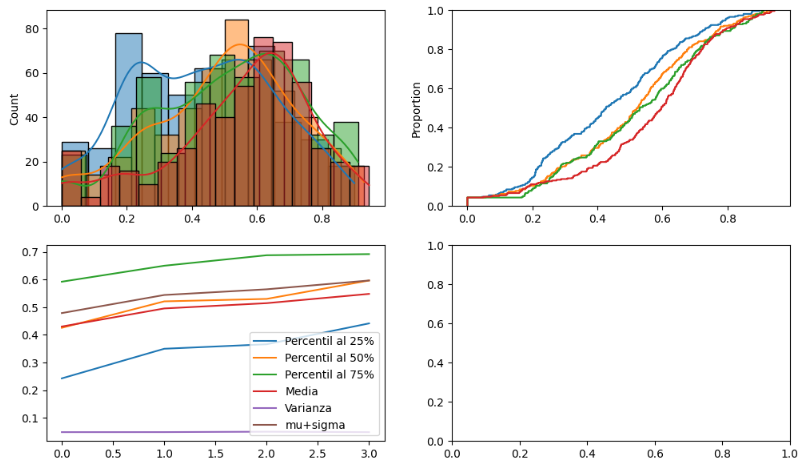 80
60
40
20
0
Count
0.0 0.2 0.4 0.6 0.8
1.0
0.8
0.6
0.4
0.2
0.0
Proportion
0.0 0.2 0.4 0.6 0.8
0.7
0.6
0.5
0.4
0.3
0.2
0.1
Percentil al 25%
Percentil al 50%
Percentil al 75%
Media
Varianza
mu+sigma
0.0 0.5 1.0 1.5 2.0 2.5 3.0
1.0
0.8
0.6
0.4
0.2
0.0
0.0 0.2 0.4 0.6 0.8 1.0